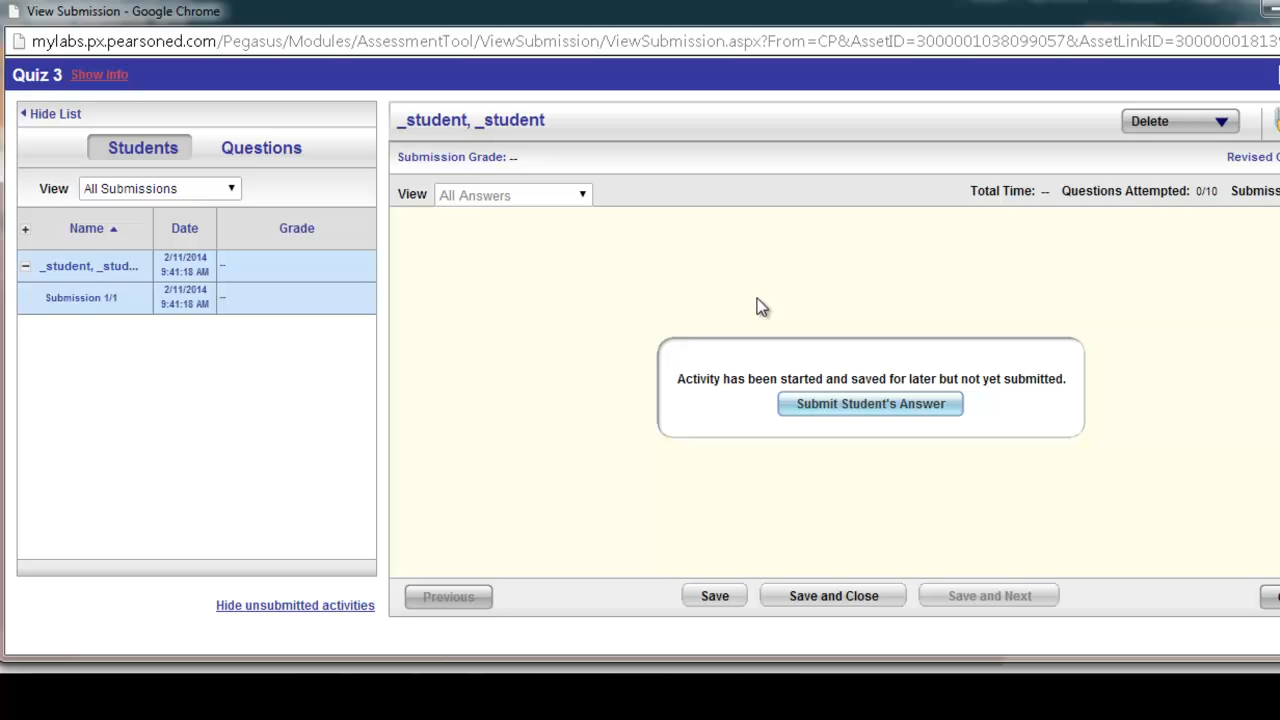 View Submission - Google Chrome
mylabs.px.pearsoned.com/Pegasus/Modules/AssessmentTool/ViewSubmission/ViewSubmission.aspx?From=CP&AssetID=3000001038099057&AssetLinkID=300000018139
Quiz 3 Show Info
Hide List
Students Questions
View All Submissions
+ Name Date Grade
_student, _stud... 2/11/2014 9:41:18 AM --
Submission 1/1 2/11/2014 9:41:18 AM --
Hide unsubmitted activities
_student, _student Delete
Submission Grade: -- Revised
View All Answers Total Time: -- Questions Attempted: 0/10 Submiss
Activity has been started and saved for later but not yet submitted.
Submit Student's Answer
Previous Save Save and Close Save and Next